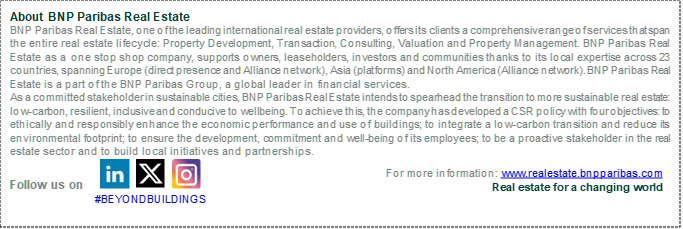 About BNP Paribas Real Estate
BNP Paribas Real Estate, one of the leading international real estate providers, offers its clients a comprehensive range of services that span
the entire real estate lifecycle: Property Development, Transaction, Consulting, Valuation and Property Management. BNP Paribas Real
Estate as a one stop shop company, supports owners, leaseholders, investors and communities thanks to its local expertise across 23
countries, spanning Europe (direct presence and Alliance network), Asia (platforms) and North America (Alliance network). BNP Paribas Real
Estate is a part of the BNP Paribas Group, a global leader in financial services.
As a committed stakeholder in sustainable cities, BNP Paribas Real Estate intends to spearhead the transition to more sustainable real estate:
low-carbon, resilient, inclusive and conducive to wellbeing. To achieve this, the company has developed a CSR policy with four objectives: to
ethically and responsibly enhance the economic performance and use of buildings; to integrate a low-carbon transition and reduce its
environmental footprint; to ensure the development, commitment and well-being of its employees; to be a proactive stakeholder in the real
estate sector and to build local initiatives and partnerships.
Follow us on
in
X
#BEYONDBUILDINGS
For more information: www.realestate.bnpparibas.com
Real estate for a changing world